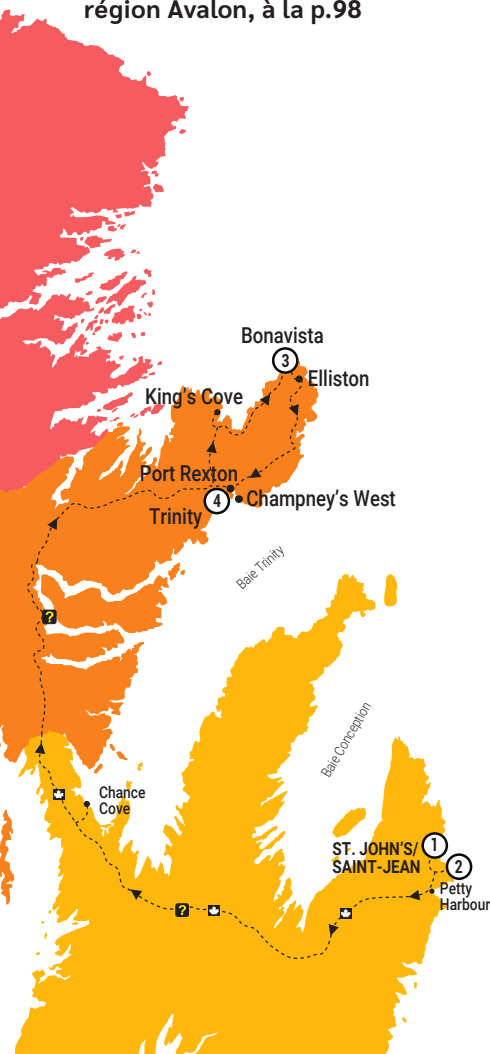 région Avalon, à la p.98
Bonavista
3
Elliston
King's Cove
Port Rexton
4
Champney's West
Trinity
Baie Trinity
?
Baie Conception
Chance
Cove
ST. JOHN'S/
SAINT-JEAN
1
2
Petty
Harbour
?